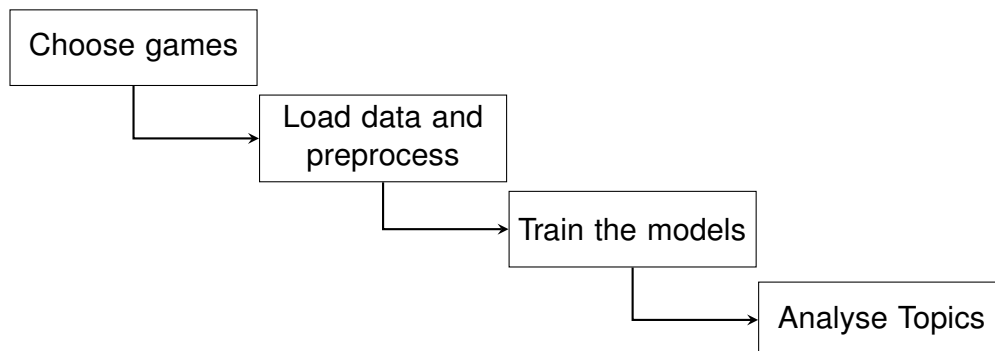 Choose games
Load data and
preprocess
Train the models
Analyse Topics